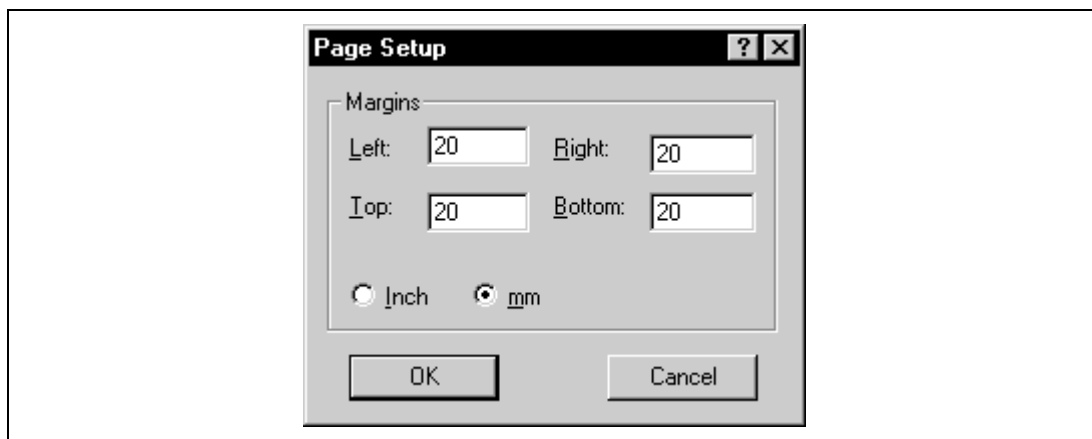 Page Setup
Margins
Left: 20 Right: 20
Top: 20 Bottom: 20
Inch mm
OK Cancel